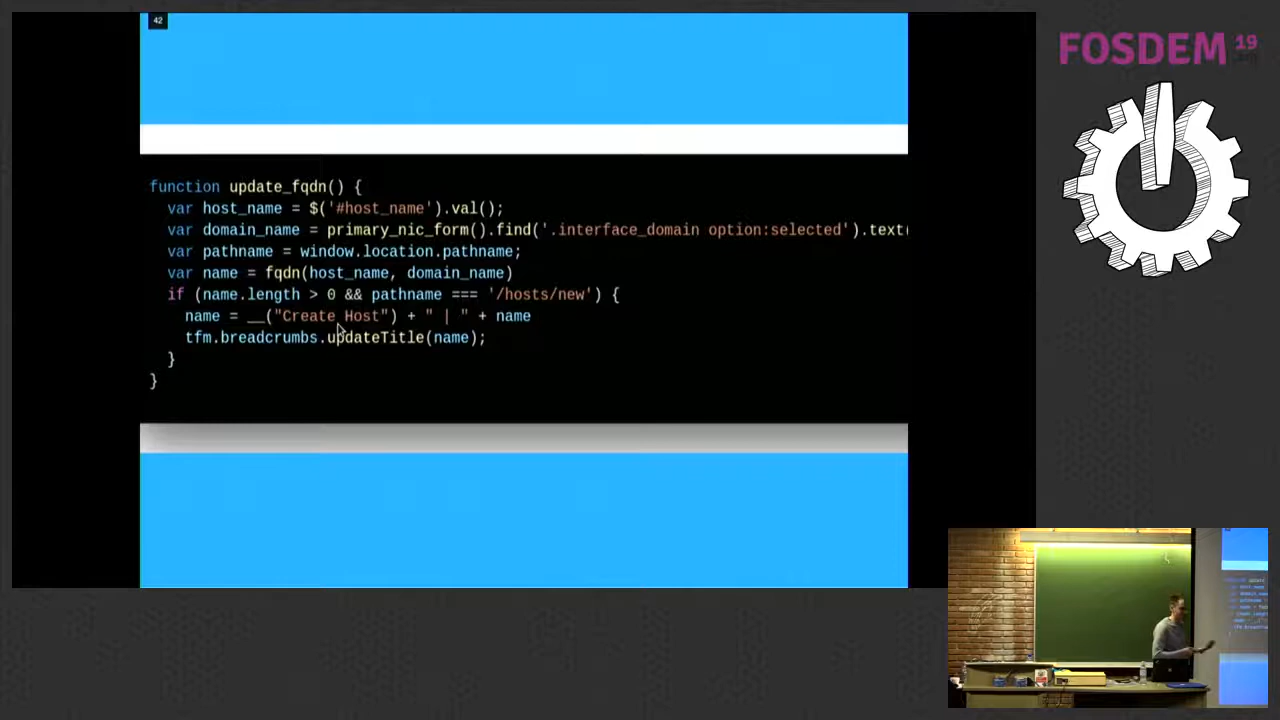 42
FOSDEM 19
function update_fqdn() {
var host_name = $('#host_name').val();
var domain_name = primary_nic_form().find('.interface_domain option:selected').text(
var pathname = window.location.pathname;
var name = fqdn(host_name, domain_name)
if (name.length > 0 && pathname === '/hosts/new') {
name = __("Create Host") + " | " + name
tfm.breadcrumbs.updateTitle(name);
}
}